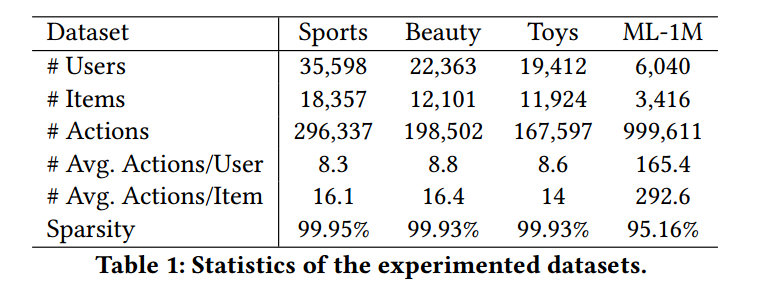 Dataset Sports Beauty Toys ML-1M
# Users 35,598 22,363 19,412 6,040
# Items 18,357 12,101 11,924 3,416
# Actions 296,337 198,502 167,597 999,611
# Avg. Actions/User 8.3 8.8 8.6 165.4
# Avg. Actions/Item 16.1 16.4 14 292.6
Sparsity 99.95% 99.93% 99.93% 95.16%
Table 1: Statistics of the experimented datasets.